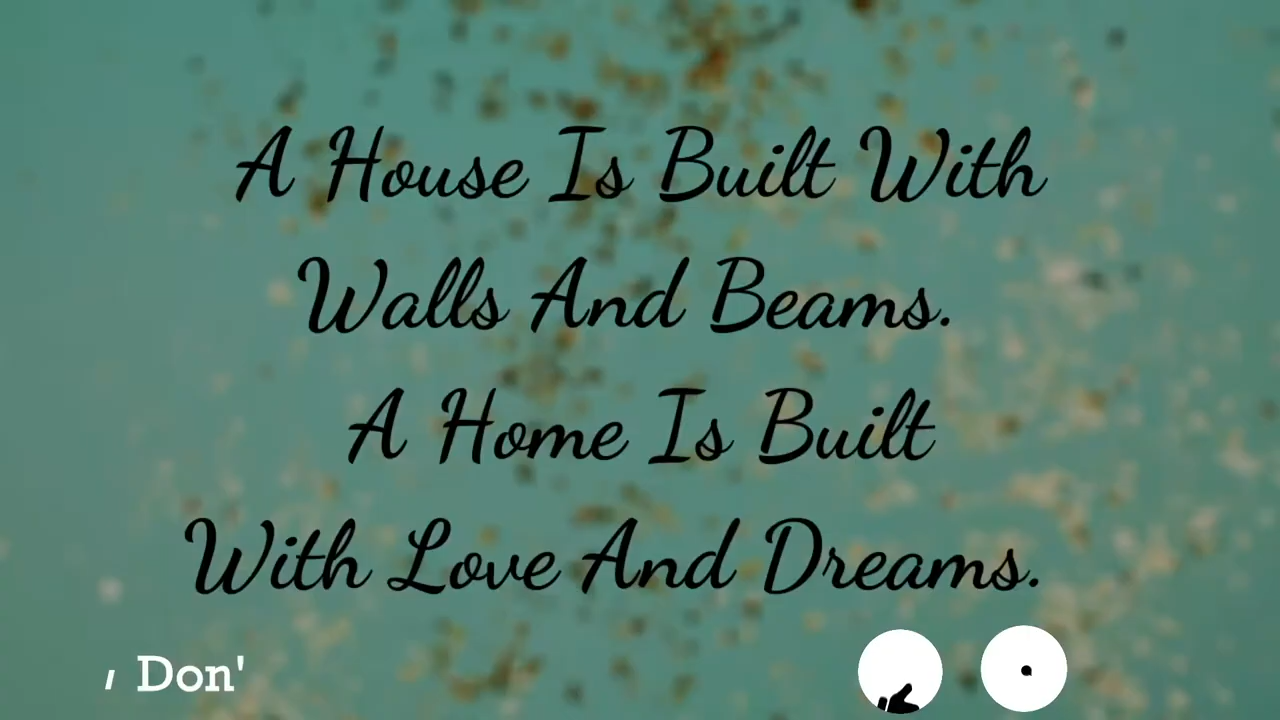 A House Is Built With
Walls And Beams.
A Home Is Built
With Love And Dreams.
Don'